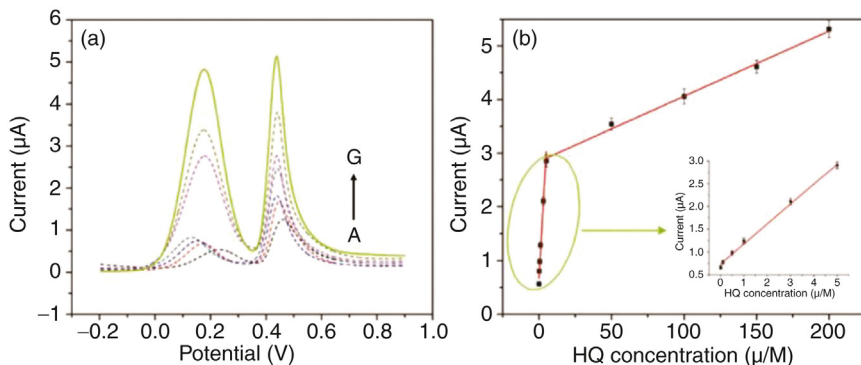 (a)
6
5
4
3
2
1
0
−1
Current (μA)
G
A
−0.2 0.0 0.2 0.4 0.6 0.8 1.0
Potential (V)
(b)
5
4
3
2
1
0
Current (μA)
0 50 100 150 200
HQ concentration (μ/M)
3.0
2.5
2.0
1.5
1.0
0.5
Current (μA)
0 1 2 3 4 5
HQ concentration (μ/M)